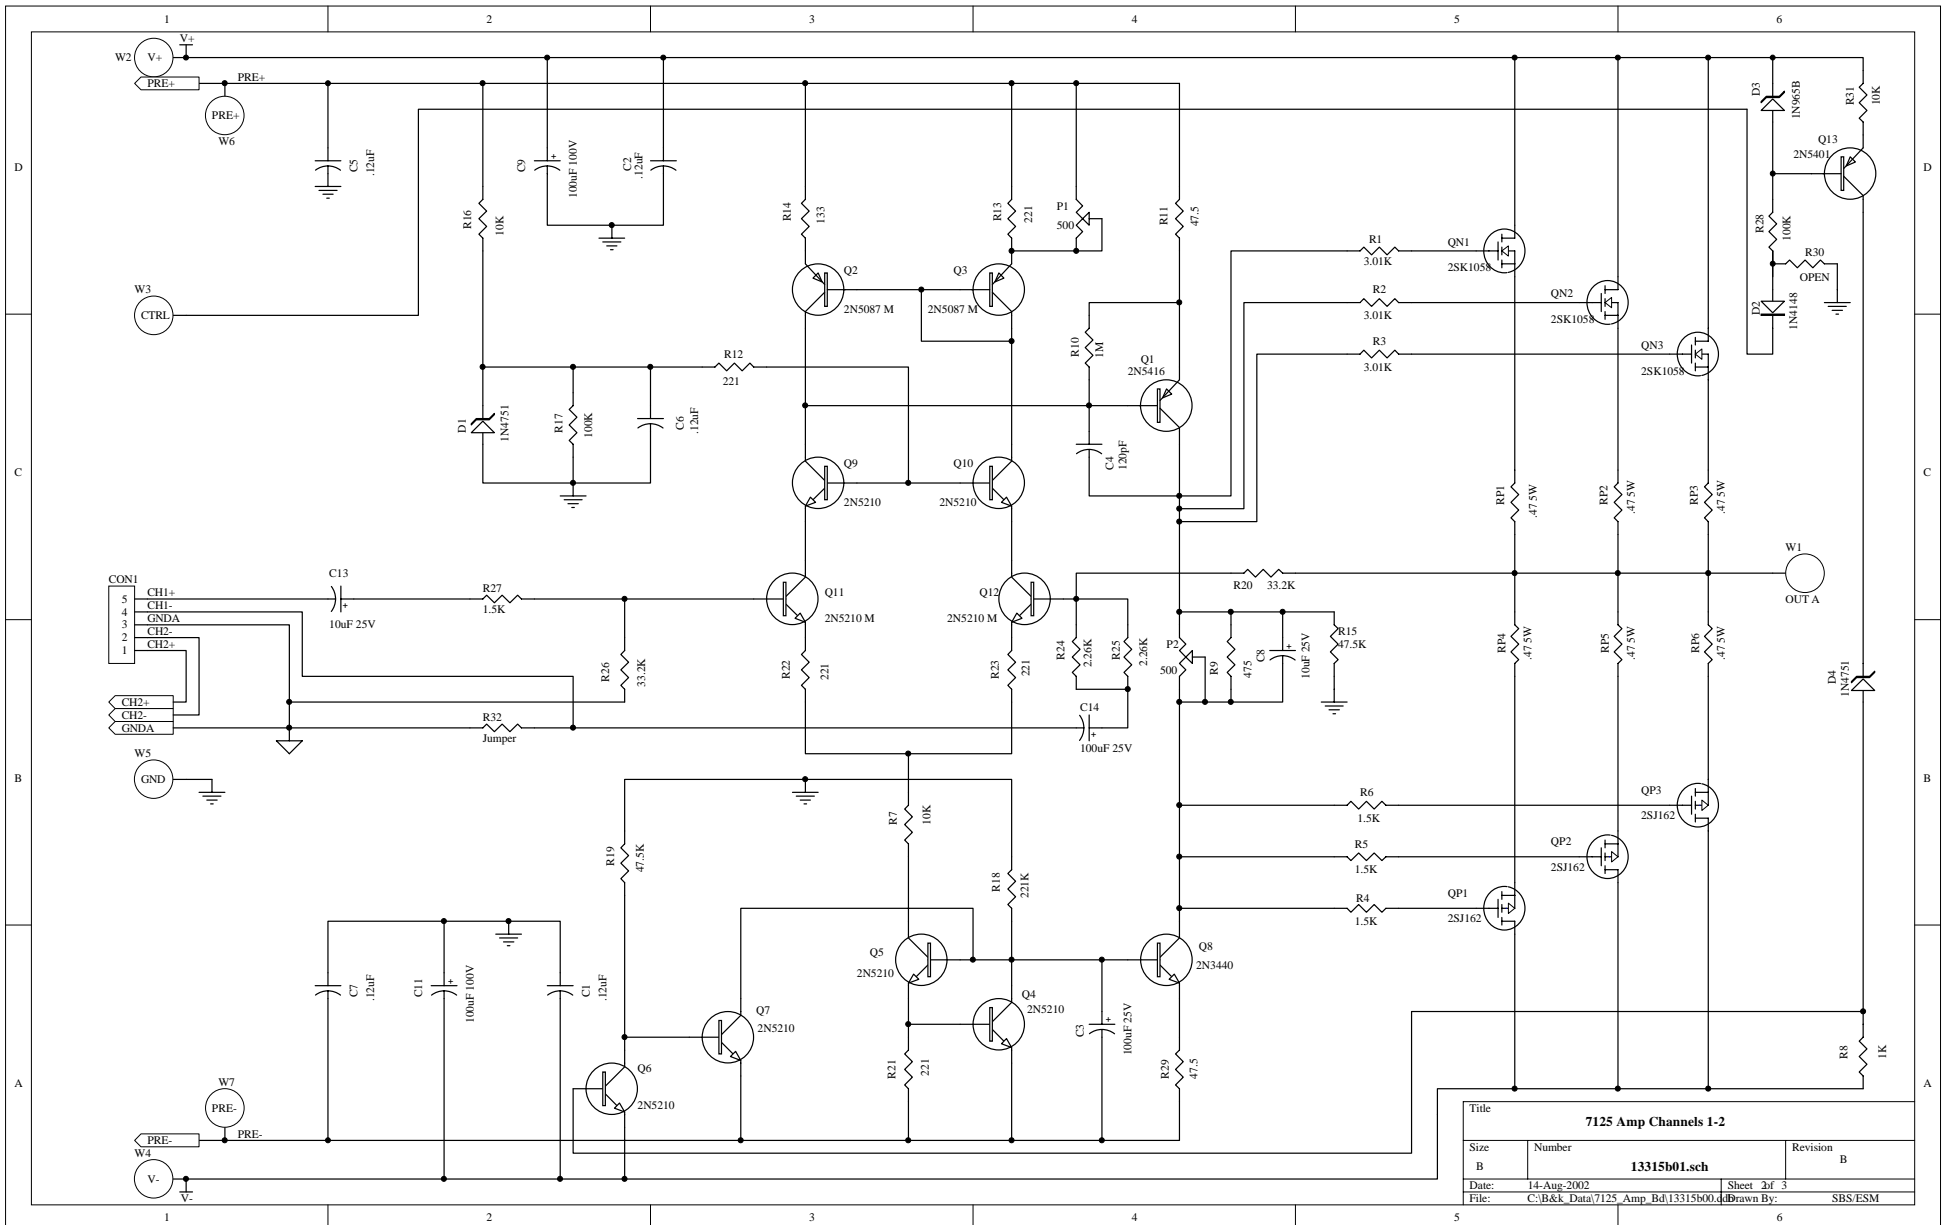 1 2 3 4 5 6
D
C
B
A
D
C
B
A
W2 V+ V+
PRE+ PRE+
PRE+
W6
C5 .12uF
R16 10K
C9 + 100uF 100V
C2 .12uF
R14 133
R13 221
P1 500
R11 47.5
D3 1N965B
R31 10K
Q13
2N5401
R28 100K
R30
OPEN
D2 1N4148
W3
CTRL
Q2
2N5087 M
Q3
2N5087 M
R1
3.01K
QN1
2SK1058
R2
3.01K
QN2
2SK1058
R3
3.01K
QN3
2SK1058
R10 1M
Q1
2N5416
R12
221
D1 1N4751
R17 100K
C6 .12uF
C4 120pF
Q9
2N5210
Q10
2N5210
RP1 .47 5W
RP2 .47 5W
RP3 .47 5W
W1
OUT A
R20 33.2K
CON1
5 CH1+
4 CH1-
3 GNDA
2 CH2-
1 CH2+
C13
+
10uF 25V
R27
1.5K
Q11
2N5210 M
Q12
2N5210 M
R26 33.2K
R22 221
R23 221
R24 2.26K
R25 2.26K
P2 500
R9 475
C8 + 10uF 25V
R15
47.5K
RP4 .47 5W
RP5 .47 5W
RP6 .47 5W
D4 1N4751
CH2+
CH2-
GNDA
R32
Jumper
C14
+
100uF 25V
W5
GND
R7 10K
R19 47.5K
R18 221K
R6
1.5K
QP3
2SJ162
R5
1.5K
QP2
2SJ162
R4
1.5K
QP1
2SJ162
C7 .12uF
C11 + 100uF 100V
C1 .12uF
Q5
2N5210
Q8
2N3440
Q4
2N5210
Q7
2N5210
C3 + 100uF 25V
R21 221
R29 47.5
R8 1K
Q6
2N5210
W7
PRE-
PRE- PRE-
W4
V- V-
Title
7125 Amp Channels 1-2
Size Number Revision
B 13315b01.sch B
Date: 14-Aug-2002 Sheet 2of 3
File: C:\B&k_Data\7125_Amp_Bd\13315b00.ddb Drawn By: SBS/ESM
1 2 3 4 5 6